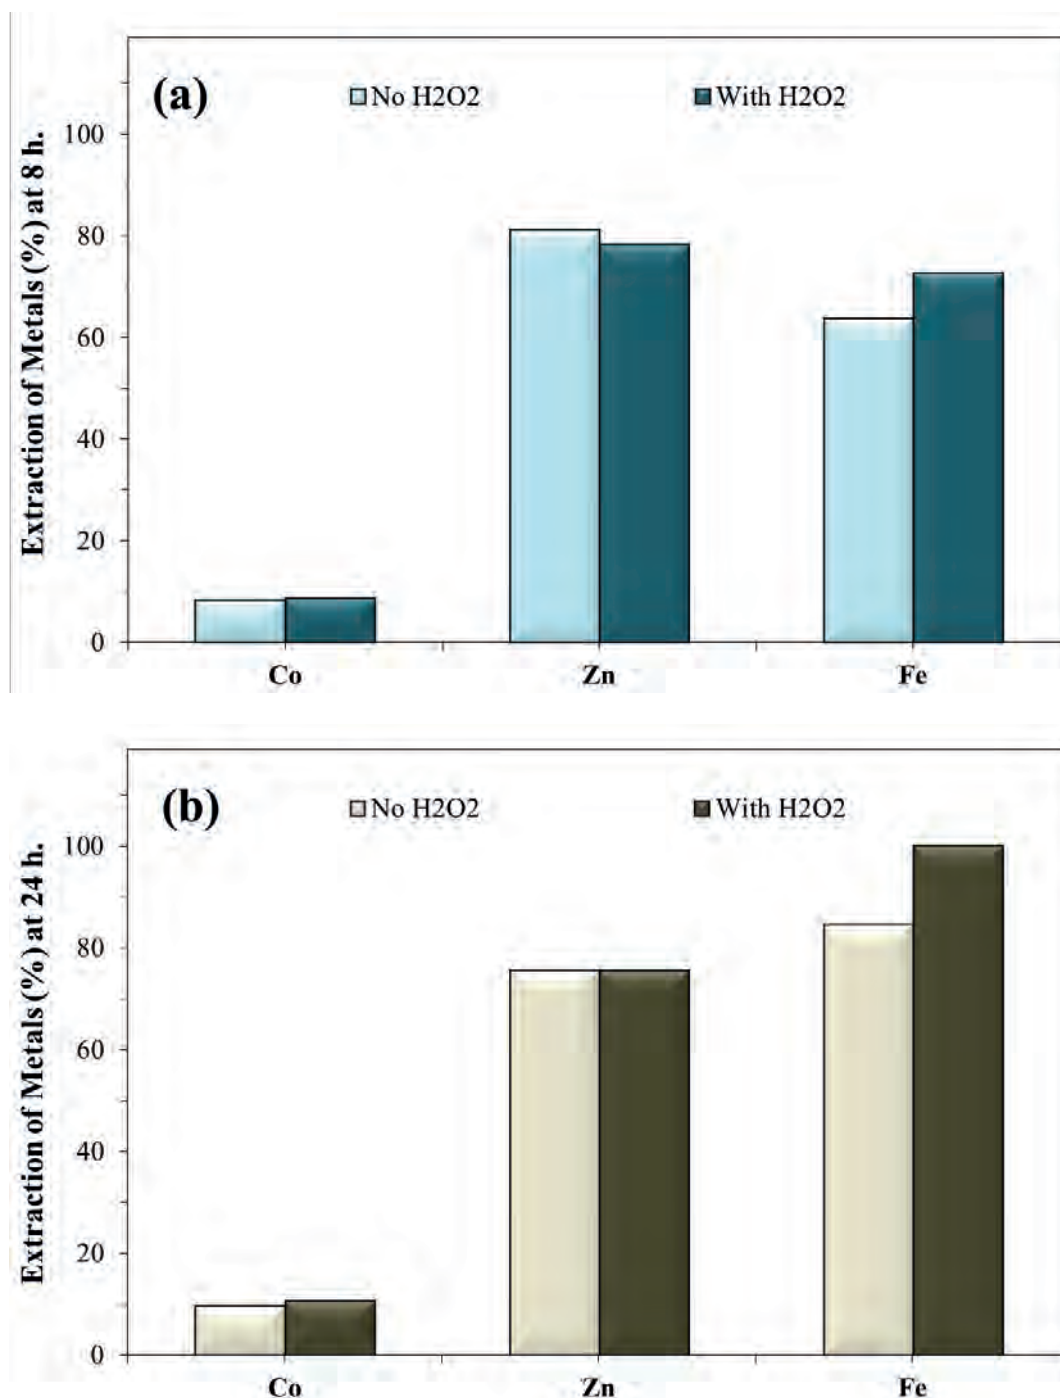 (a)
No H2O2
With H2O2
Extraction of Metals (%) at 8 h.
100
80
60
40
20
0
Co
Zn
Fe
(b)
No H2O2
With H2O2
Extraction of Metals (%) at 24 h.
100
80
60
40
20
0
Co
Zn
Fe